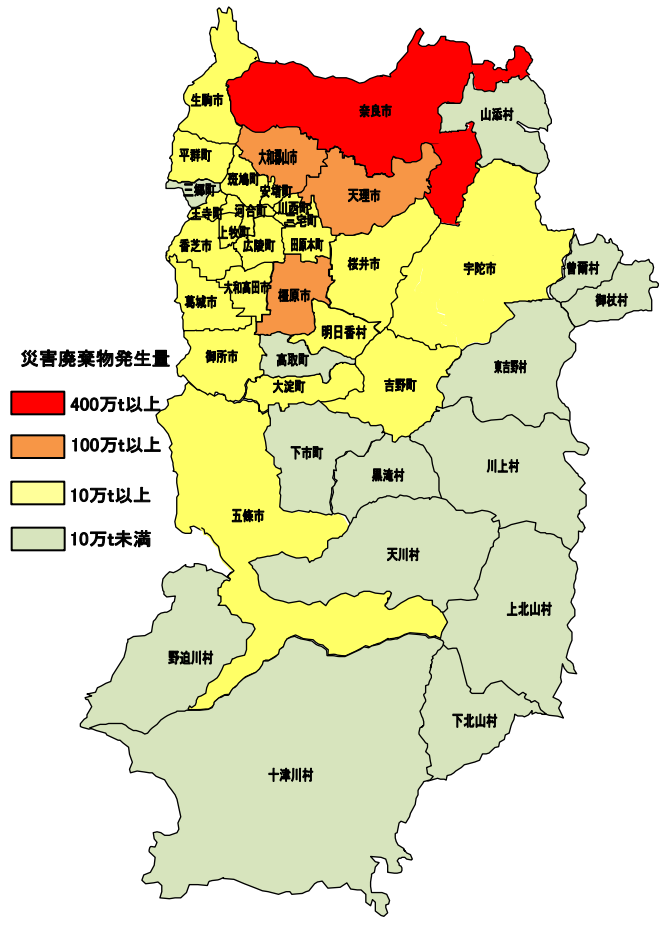 奈良市
生駒市
山添村
平群町
大和郡山市
斑鳩町
三郷町
安堵町
天理市
川西町
王寺町
河合町
三宅町
上牧町
香芝市
広陵町
田原本町
桜井市
宇陀市
曽爾村
御杖村
葛城市
大和高田市
橿原市
明日香村
御所市
高取町
災害廃棄物発生量
東吉野村
大淀町
吉野町
400万t以上
100万t以上
下市町
黒滝村
川上村
10万t以上
五條市
10万t未満
天川村
上北山村
野迫川村
下北山村
十津川村